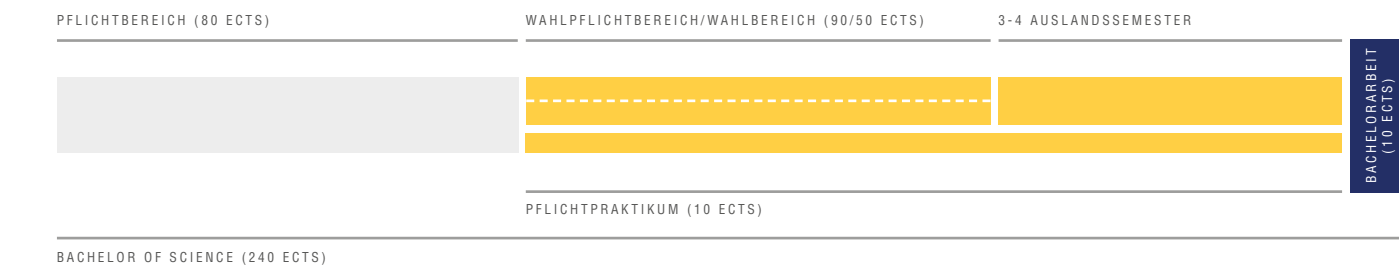 PFLICHTBEREICH (80 ECTS)
WAHLPFLICHTBEREICH/WAHLBEREICH (90/50 ECTS)
3-4 AUSLANDSSEMESTER
BACHELORARBEIT
(10 ECTS)
PFLICHTPRAKTIKUM (10 ECTS)
BACHELOR OF SCIENCE (240 ECTS)